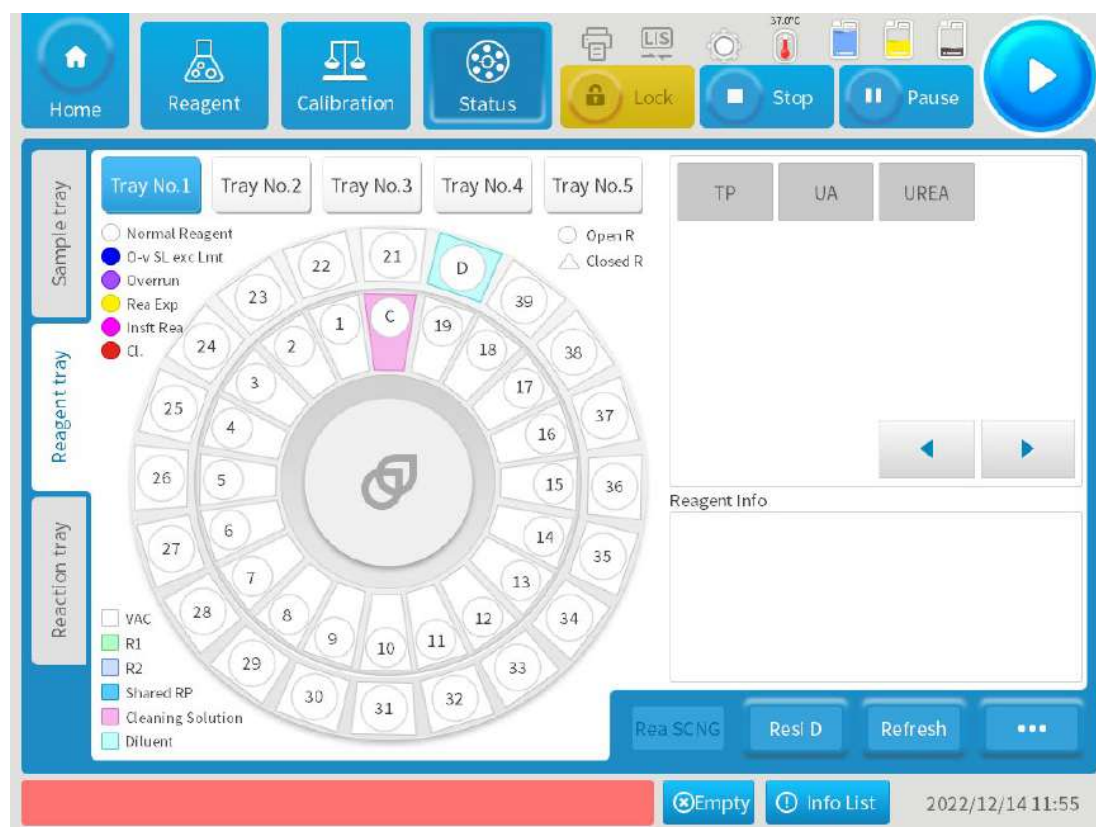 37.0°C
LIS
Home
Reagent
Calibration
Status
Lock
Stop
Pause
Sample tray
Reagent tray
Reaction tray
Tray No.1
Tray No.2
Tray No.3
Tray No.4
Tray No.5
TP
UA
UREA
Normal Reagent
O-v SL exc Lmt
Overrun
Rea Exp
Insft Rea
Cl.
Open R
Closed R
21
D
22
39
23
38
24
37
25
36
26
35
27
34
28
33
29
32
30
31
C
1
19
2
18
3
17
4
16
5
15
6
14
7
13
8
12
9
11
10
VAC
R1
R2
Shared RP
Cleaning Solution
Diluent
Reagent Info
Rea SCNG
Resl D
Refresh
•••
Empty
Info List
2022/12/14 11:55